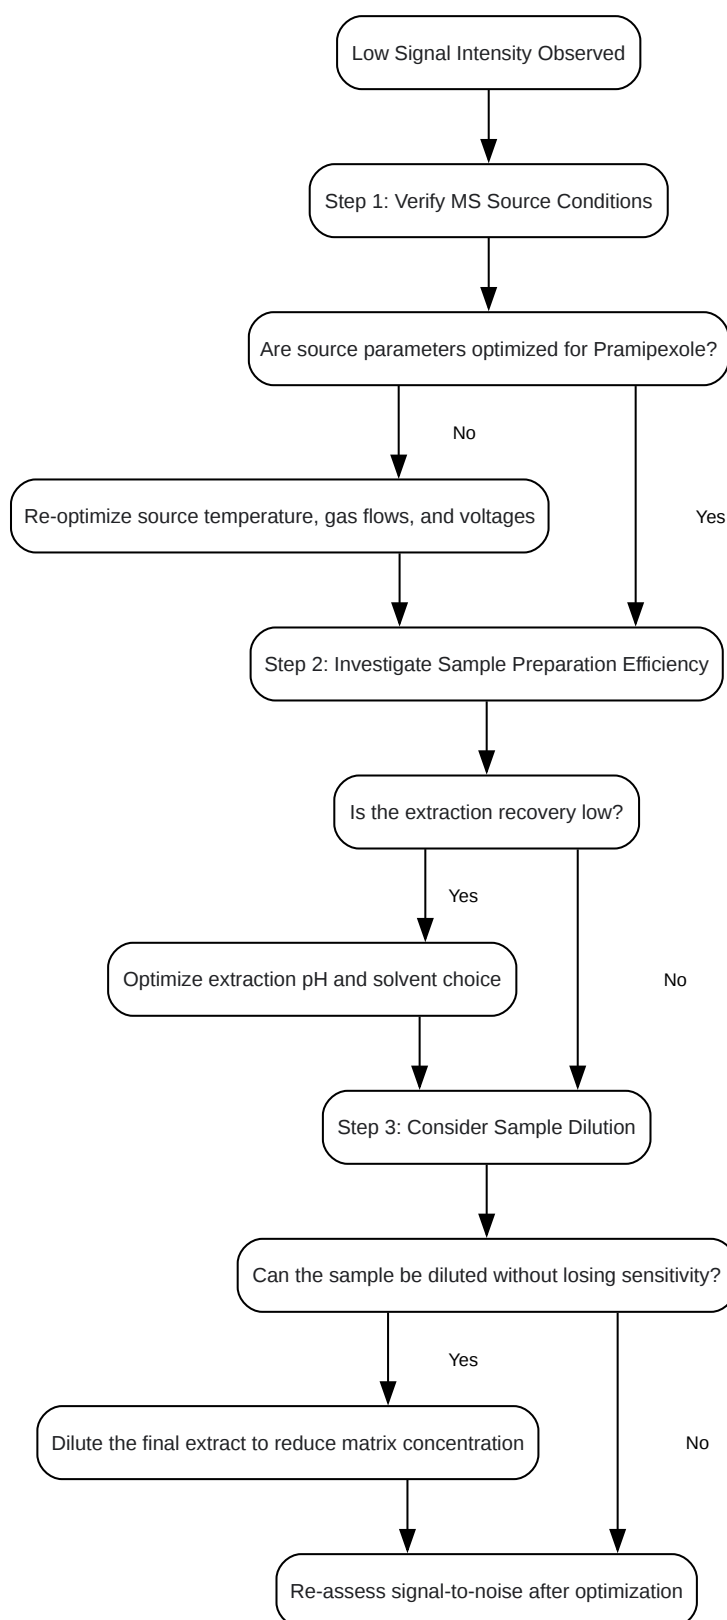 Low Signal Intensity Observed
Step 1: Verify MS Source Conditions
Are source parameters optimized for Pramipexole?
No
Re-optimize source temperature, gas flows, and voltages
Yes
Step 2: Investigate Sample Preparation Efficiency
Is the extraction recovery low?
Yes
Optimize extraction pH and solvent choice
No
Step 3: Consider Sample Dilution
Can the sample be diluted without losing sensitivity?
Yes
Dilute the final extract to reduce matrix concentration
No
Re-assess signal-to-noise after optimization